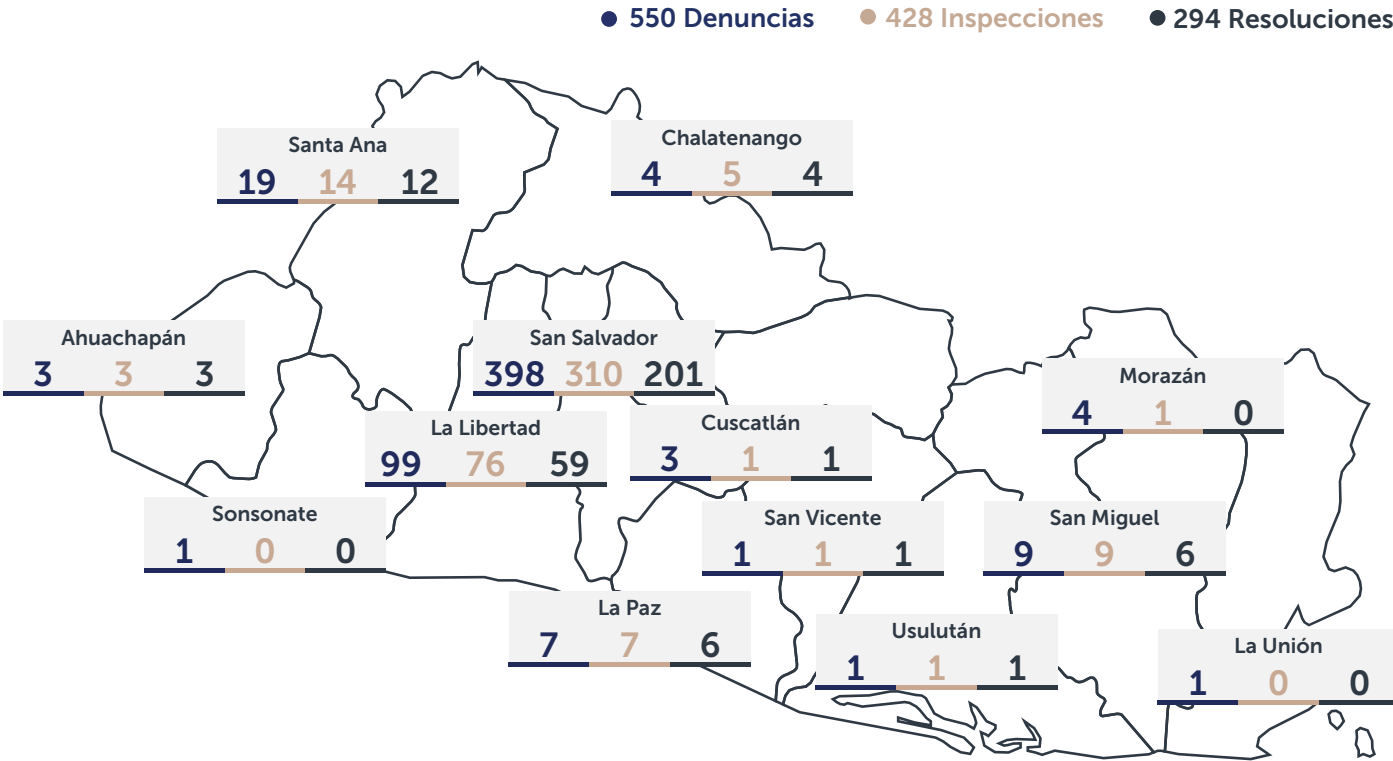 550 Denuncias 428 Inspecciones 294 Resoluciones
Santa Ana
19 14 12
Chalatenango
4 5 4
Ahuachapán
3 3 3
San Salvador
398 310 201
Morazán
4 1 0
La Libertad
99 76 59
Cuscatlán
3 1 1
Sonsonate
1 0 0
San Vicente
1 1 1
San Miguel
9 9 6
La Paz
7 7 6
Usulután
1 1 1
La Unión
1 0 0